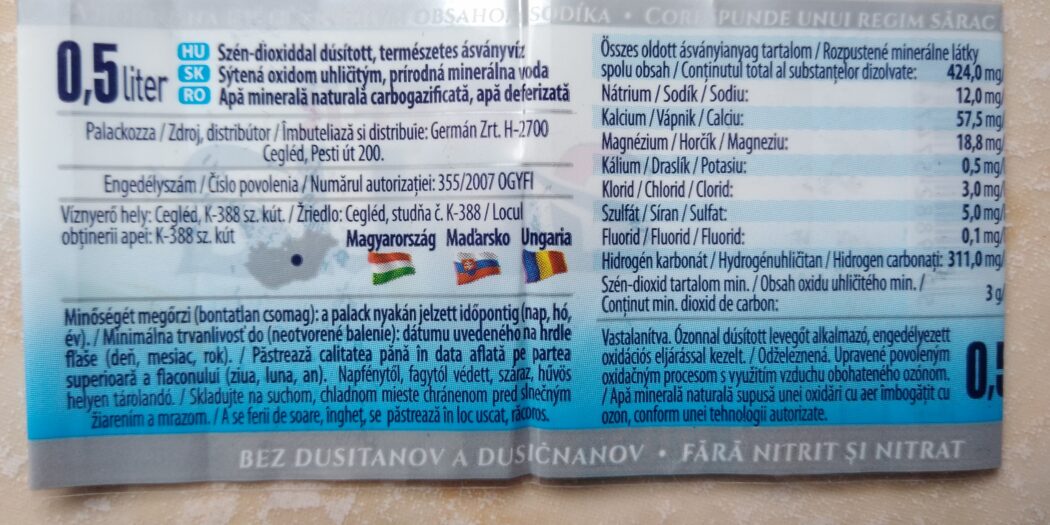 OBSAHOM SODÍKA • CORESPUNDE UNUI REGIM SĂRAC
0,5 liter
HU Szén-dioxiddal dúsított, természetes ásványvíz
SK Sýtená oxidom uhličitým, prírodná minerálna voda
RO Apă minerală naturală carbogazificată, apă deferizată
Palackozza / Zdroj, distribútor / Îmbuteliază si distribuie: Germán Zrt. H-2700
Cegléd, Pesti út 200.
Engedélyszám / Číslo povolenia / Numărul autorizației: 355/2007 OGYFI
Víznyerő hely: Cegléd, K-388 sz. kút. / Žriedlo: Cegléd, studňa č. K-388 / Locul
obținerii apei: K-388 sz. kút
Magyarország Maďarsko Ungaria
Minőségét megőrzi (bontatlan csomag): a palack nyakán jelzett időpontig (nap, hó,
év). / Minimálna trvanlivosť do (neotvorené balenie): dátumu uvedeného na hrdle
fľaše (deň, mesiac, rok). / Păstrează calitatea până în data aflată pe partea
superioară a flaconului (ziua, luna, an). Napfénytől, fagytól védett, száraz, hűvös
helyen tárolandó. / Skladujte na suchom, chladnom mieste chránenom pred slnečným
žiarením a mrazom. / A se feri de soare, îngheț, se păstrează în loc uscat, răcoros.
Összes oldott ásványianyag tartalom / Rozpustené minerálne látky
spolu obsah / Conținutul total al substanțelor dizolvate: 424,0 mg/
Nátrium / Sodík / Sodiu: 12,0 mg/
Kalcium / Vápnik / Calciu: 57,5 mg/
Magnézium / Horčík / Magneziu: 18,8 mg/
Kálium / Draslík / Potasiu: 0,5 mg/
Klorid / Chlorid / Clorid: 3,0 mg/
Szulfát / Síran / Sulfat: 5,0 mg/
Fluorid / Fluorid / Fluorid: 0,1 mg/
Hidrogén karbonát / Hydrogénuhličitan / Hidrogen carbonați: 311,0 mg/
Szén-dioxid tartalom min. / Obsah oxidu uhličitého min. /
Conținut min. dioxid de carbon: 3 g/
Vastalanítva. Ózonnal dúsított levegőt alkalmazó, engedélyezett
oxidációs eljárással kezelt. / Odželeznená. Upravené povoleným
oxidačným procesom s využitím vzduchu obohateného ozónom.
/ Apă minerală naturală supusă unei oxidări cu aer îmbogățit cu
ozon, conform unei tehnologii autorizate.
0,5
BEZ DUSITANOV A DUSIČNANOV • FĂRĂ NITRIT ȘI NITRAT